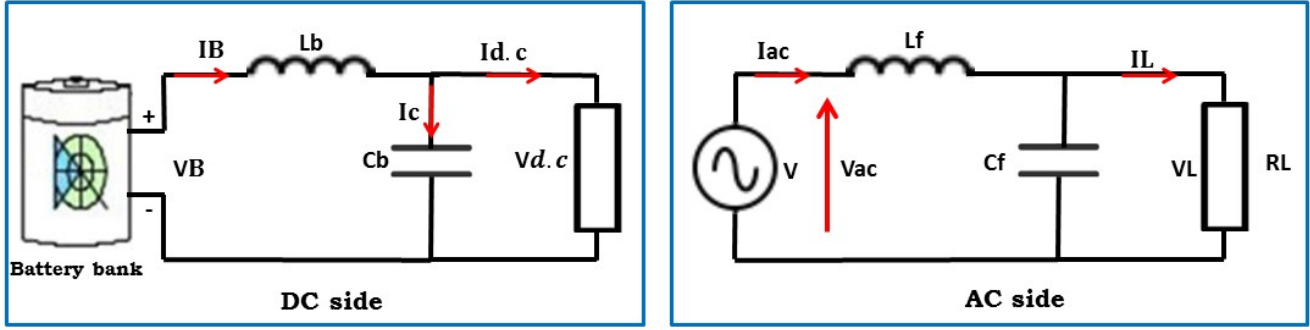 IB
Lb
Id.c
+
Ic
VB
Cb
Vd.c
-
Battery bank
DC side
Iac
Lf
IL
V
Vac
Cf
VL
RL
AC side